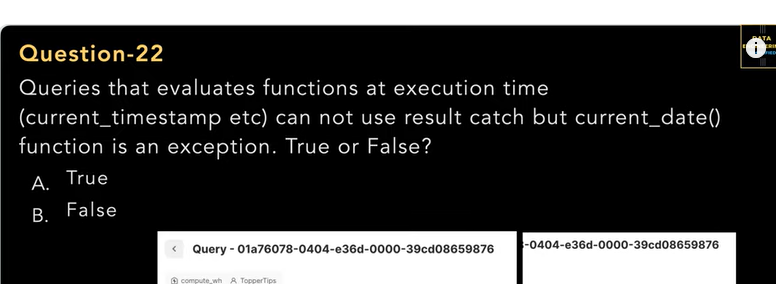 Question-22
Queries that evaluates functions at execution time
(current_timestamp etc) can not use result catch but current_date()
function is an exception. True or False?
A. True
B. False
Query - 01a76078-0404-e36d-0000-39cd08659876
-0404-e36d-0000-39cd08659876
compute_wh TopperTips
DATA